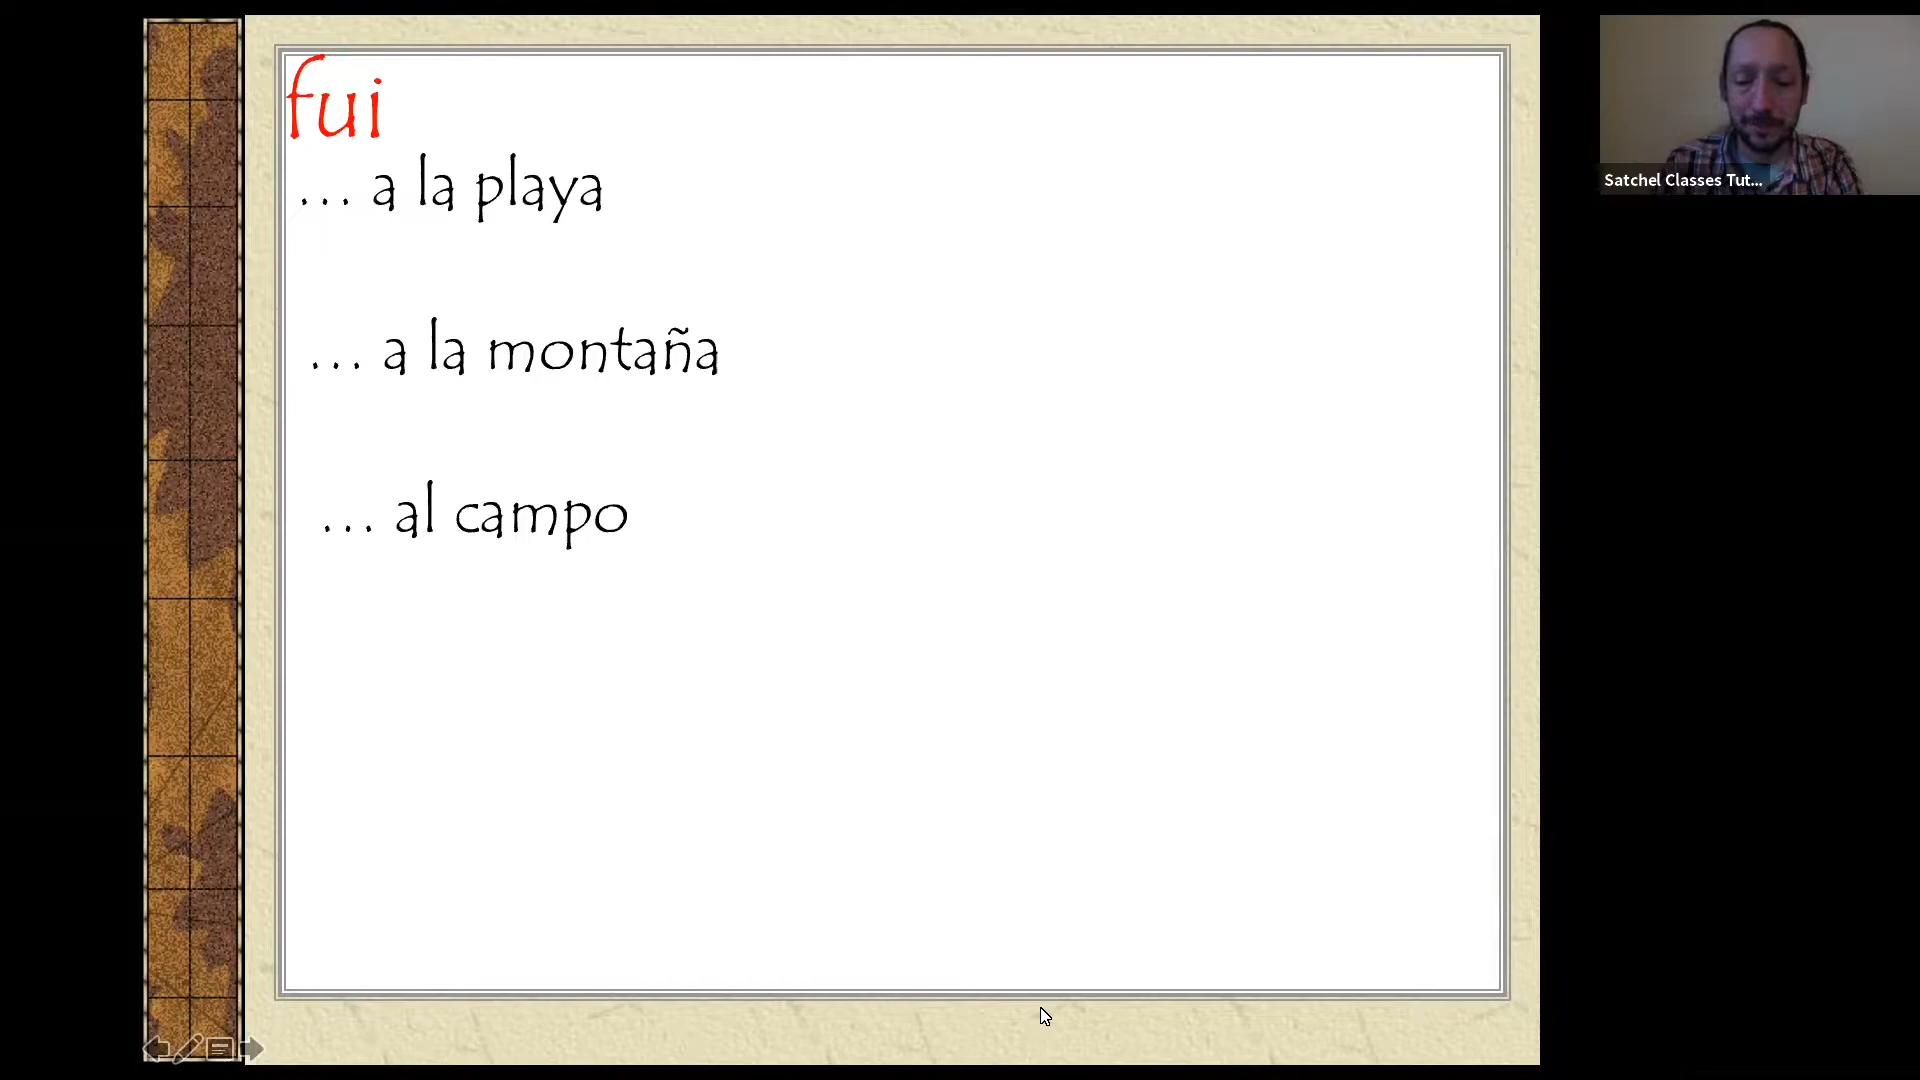 fui
... a la playa
... a la montaña
... al campo
Satchel Classes Tut...